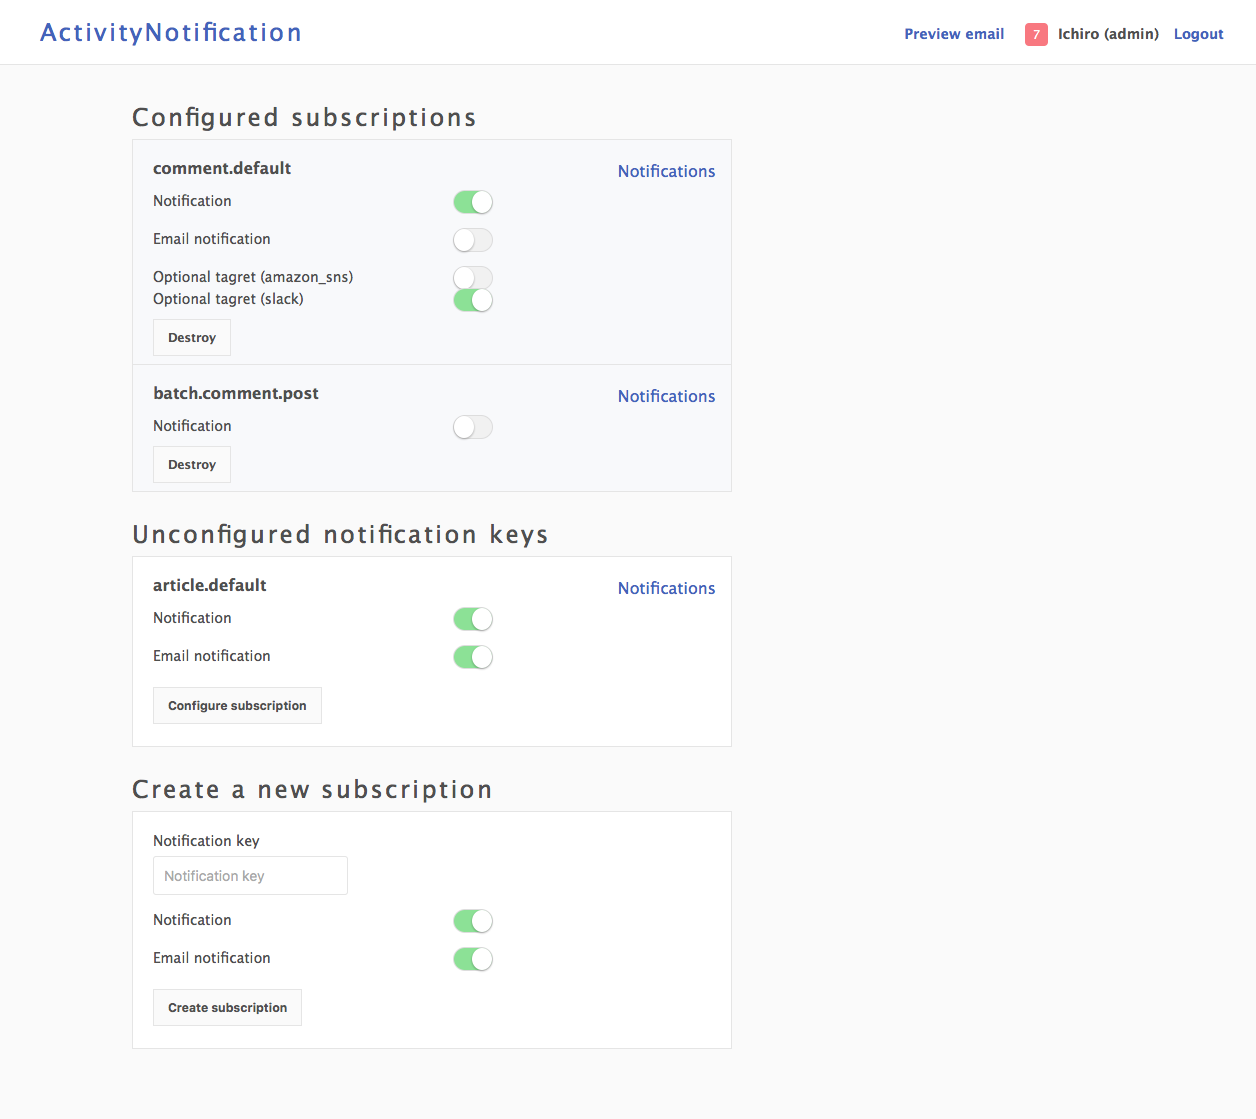 ActivityNotification
Preview email 7 Ichiro (admin) Logout
Configured subscriptions
comment.default Notifications
Notification
Email notification
Optional tagret (amazon_sns)
Optional tagret (slack)
Destroy
batch.comment.post Notifications
Notification
Destroy
Unconfigured notification keys
article.default Notifications
Notification
Email notification
Configure subscription
Create a new subscription
Notification key
Notification key
Notification
Email notification
Create subscription